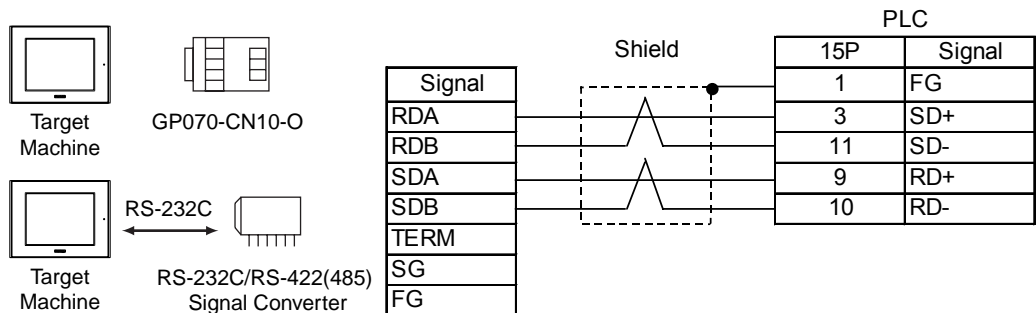 Target
Machine
GP070-CN10-O
RS-232C
Target
Machine
RS-232C/RS-422(485)
Signal Converter
Signal
RDA
RDB
SDA
SDB
TERM
SG
FG
Shield
PLC
15P Signal
1 FG
3 SD+
11 SD-
9 RD+
10 RD-